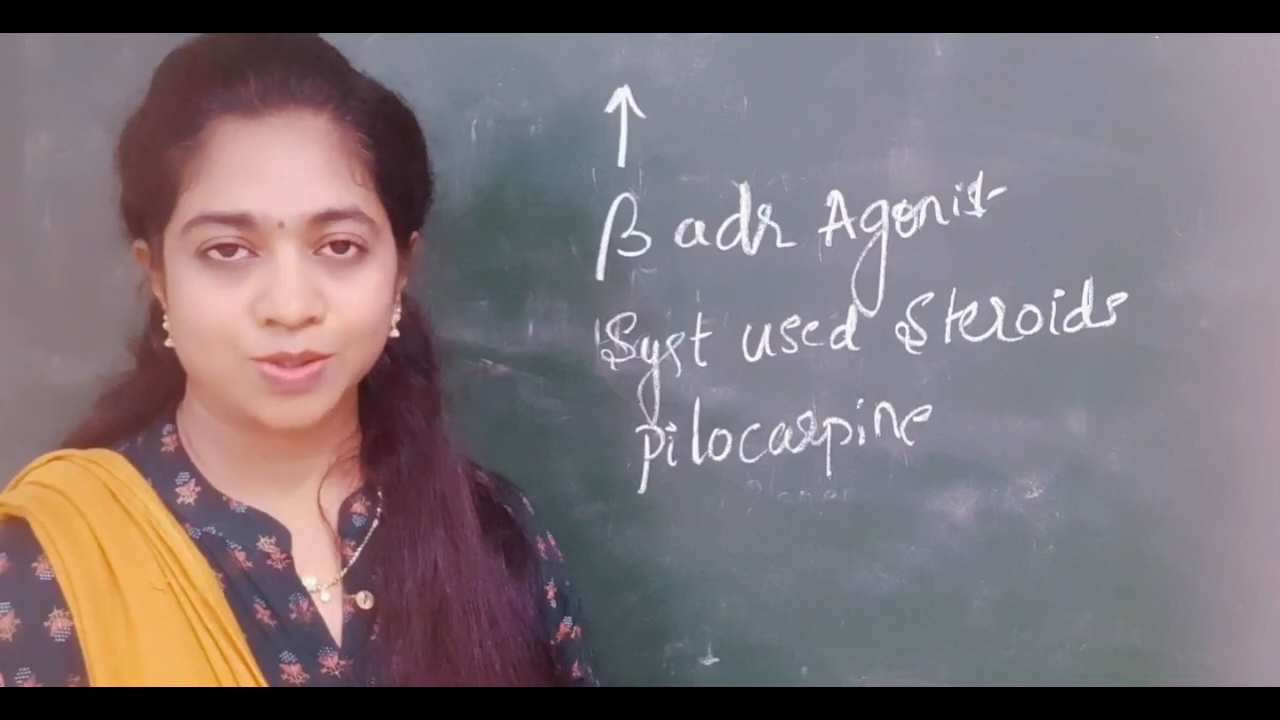 ↑
β adr Agonist
Syst used Steroids
pilocarpine